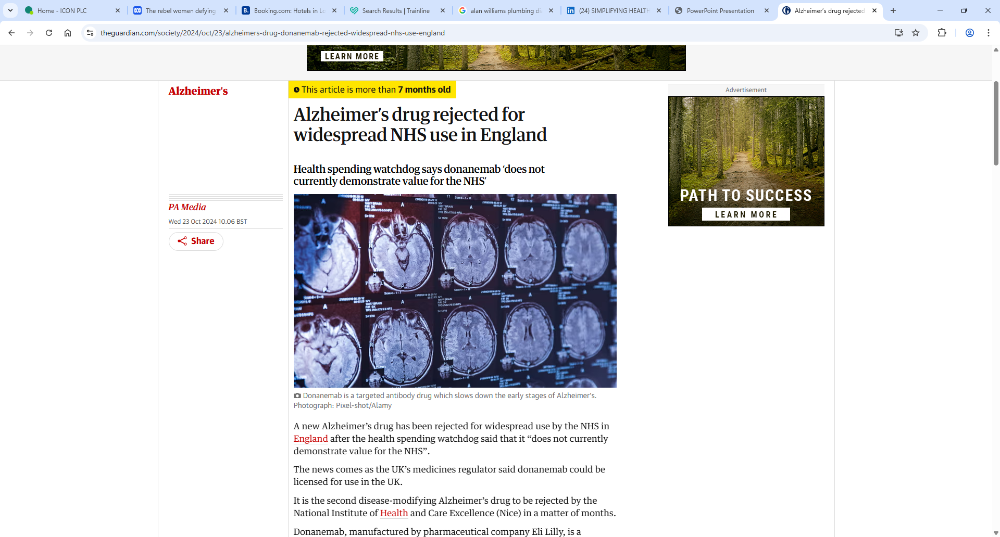 Home - ICON PLC
The rebel women defying
Booking.com: Hotels in Lo
Search Results | Trainline
alan williams plumbing di
(24) SIMPLIFYING HEALTH
PowerPoint Presentation
Alzheimer's drug rejected
theguardian.com/society/2024/oct/23/alzheimers-drug-donanemab-rejected-widespread-nhs-use-england
LEARN MORE
Alzheimer's
This article is more than 7 months old
Advertisement
Alzheimer's drug rejected for
widespread NHS use in England
Health spending watchdog says donanemab ‘does not
currently demonstrate value for the NHS’
PATH TO SUCCESS
LEARN MORE
PA Media
Wed 23 Oct 2024 10.06 BST
Share
Donanemab is a targeted antibody drug which slows down the early stages of Alzheimer's.
Photograph: Pixel-shot/Alamy
A new Alzheimer’s drug has been rejected for widespread use by the NHS in
England after the health spending watchdog said that it “does not currently
demonstrate value for the NHS”.
The news comes as the UK’s medicines regulator said donanemab could be
licensed for use in the UK.
It is the second disease-modifying Alzheimer’s drug to be rejected by the
National Institute of Health and Care Excellence (Nice) in a matter of months.
Donanemab, manufactured by pharmaceutical company Eli Lilly, is a